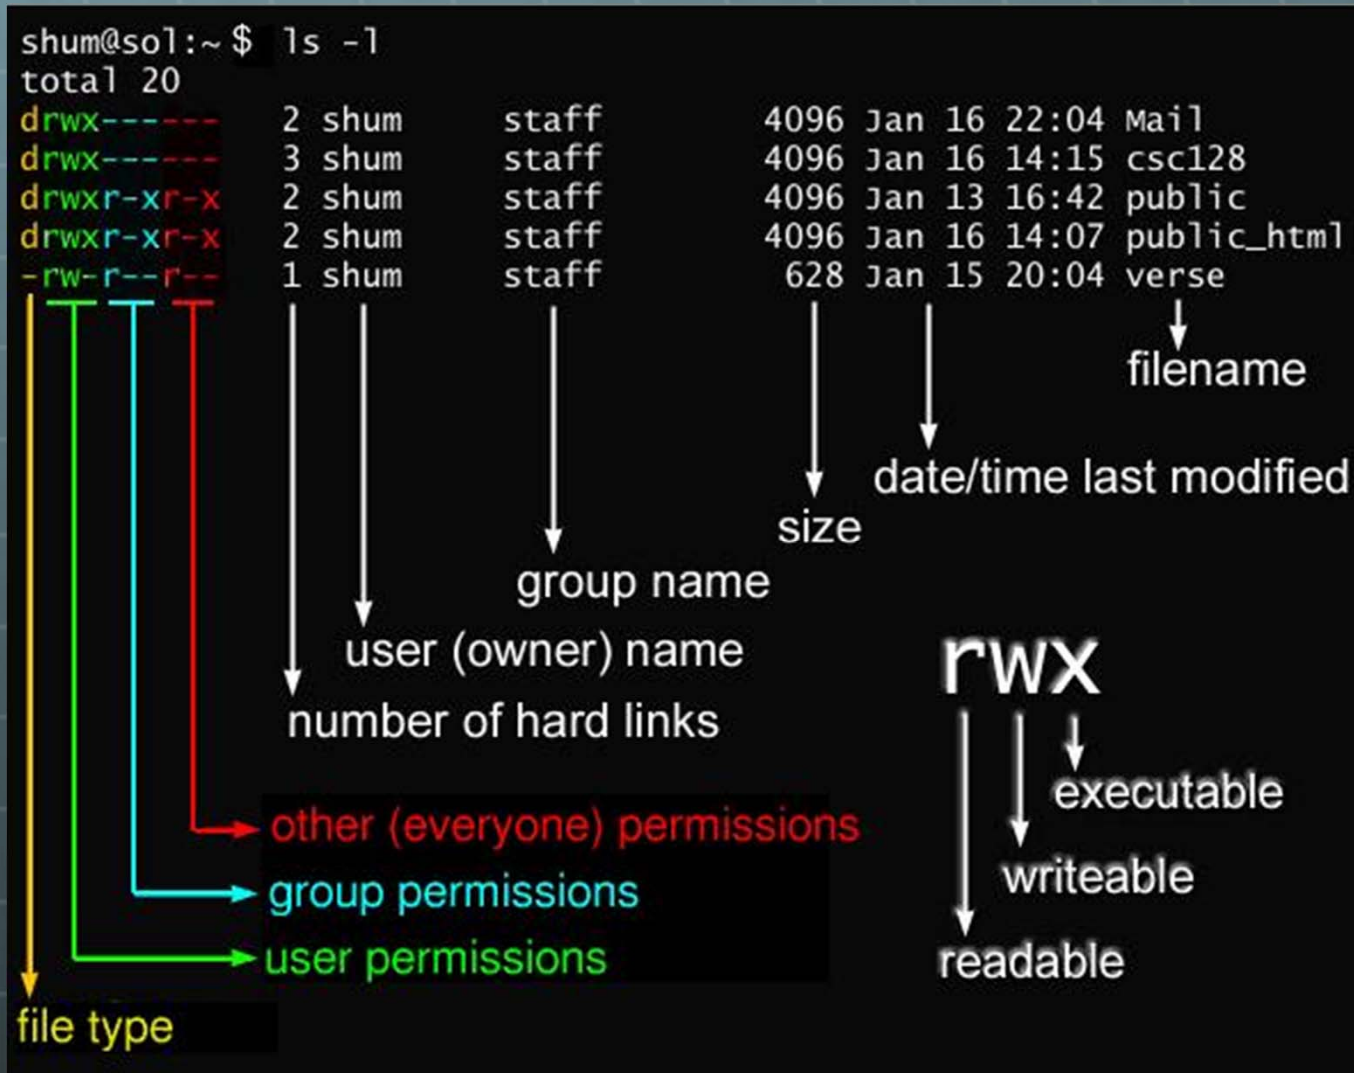 shum@sol:~$ ls -l
total 20
drwx------ 2 shum staff 4096 Jan 16 22:04 Mail
drwx------ 3 shum staff 4096 Jan 16 14:15 csc128
drwxr-xr-x 2 shum staff 4096 Jan 13 16:42 public
drwxr-xr-x 2 shum staff 4096 Jan 16 14:07 public_html
-rw-r--r-- 1 shum staff 628 Jan 15 20:04 verse
filename
date/time last modified
size
group name
user (owner) name
number of hard links
rwx
executable
writeable
readable
other (everyone) permissions
group permissions
user permissions
file type